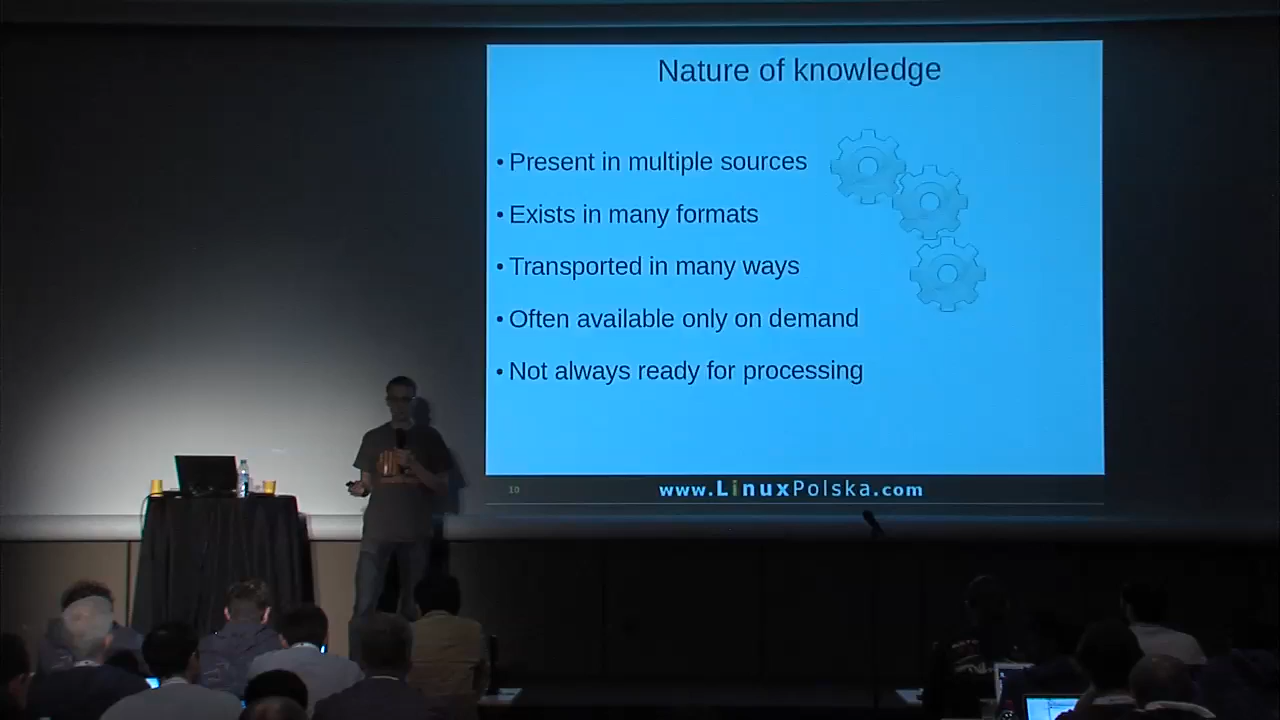 Nature of knowledge
• Present in multiple sources
• Exists in many formats
• Transported in many ways
• Often available only on demand
• Not always ready for processing
10
www.LinuxPolska.com